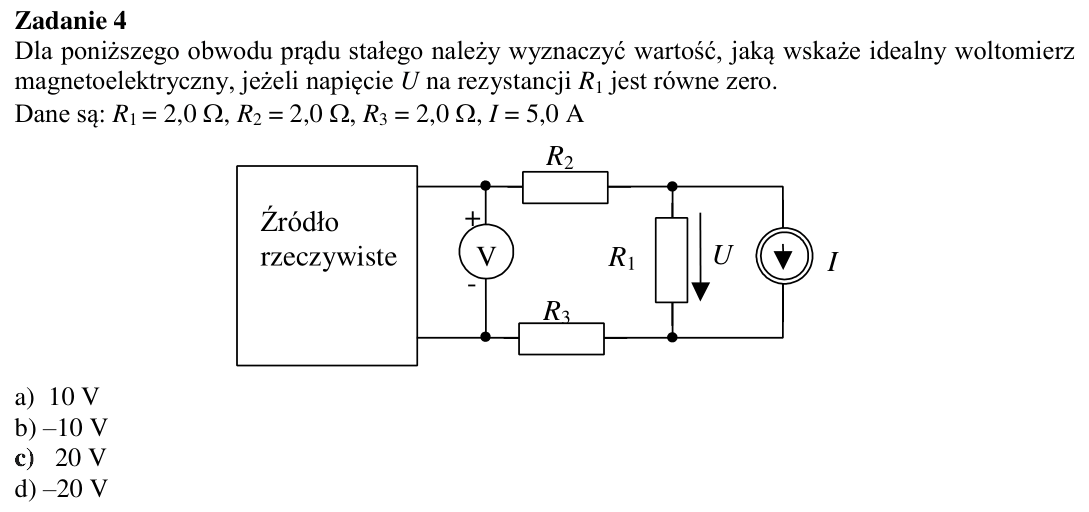 Zadanie 4
Dla poniższego obwodu prądu stałego należy wyznaczyć wartość, jaką wskaże idealny woltomierz
magnetoelektryczny, jeżeli napięcie U na rezystancji R₁ jest równe zero.
Dane są: R₁ = 2,0 Ω, R₂ = 2,0 Ω, R₃ = 2,0 Ω, I = 5,0 A
R₂
Źródło
rzeczywiste
+
V
-
R₁
U
I
R₃
a) 10 V
b) –10 V
c) 20 V
d) –20 V